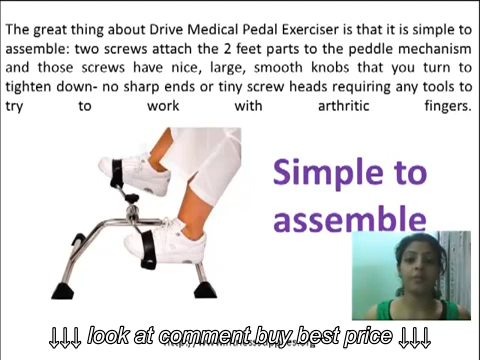 The great thing about Drive Medical Pedal Exerciser is that it is simple to
assemble: two screws attach the 2 feet parts to the peddle mechanism
and those screws have nice, large, smooth knobs that you turn to
tighten down- no sharp ends or tiny screw heads requiring any tools to
try to work with arthritic fingers.
Simple to
assemble
↓↓↓ look at comment buy best price ↓↓↓